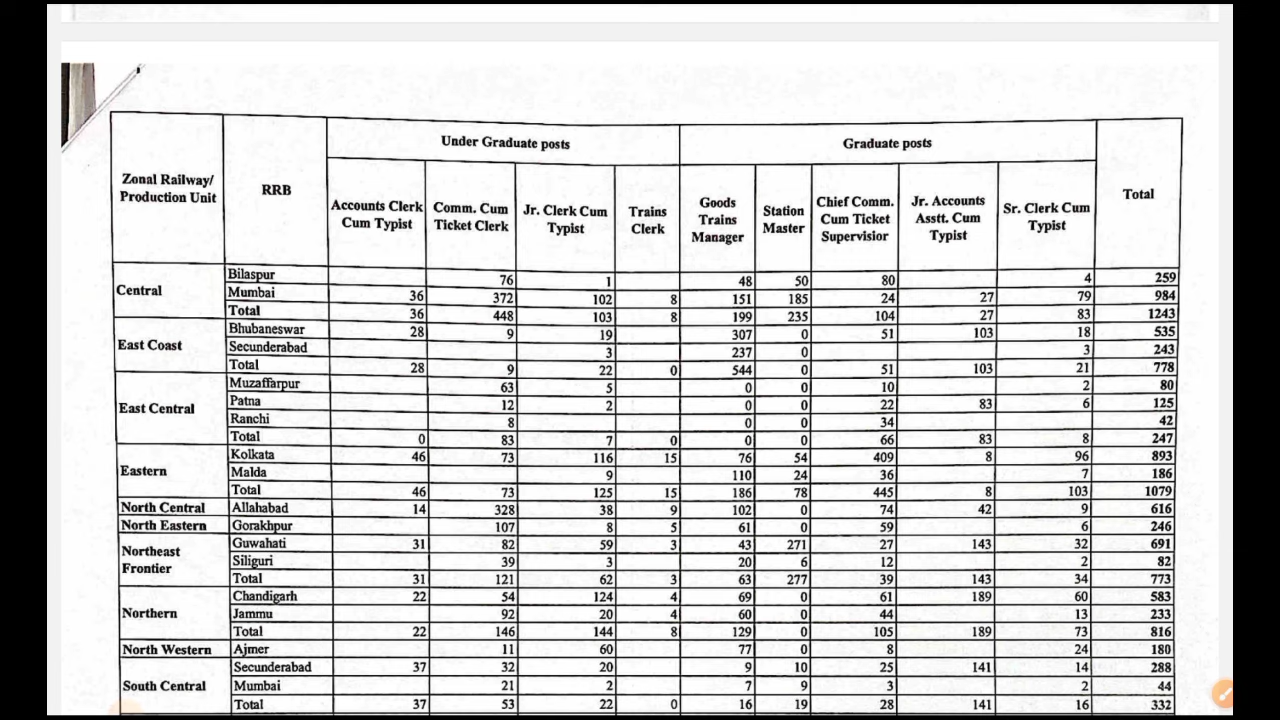 Under Graduate posts Graduate posts
Zonal Railway/ Production Unit RRB Accounts Clerk Cum Typist Comm. Cum Ticket Clerk Jr. Clerk Cum Typist Trains Clerk Goods Trains Manager Station Master Chief Comm. Cum Ticket Supervisior Jr. Accounts Asstt. Cum Typist Sr. Clerk Cum Typist Total
Central Bilaspur 76 1 48 50 80 4 259
Mumbai 36 372 102 8 151 185 24 27 79 984
Total 36 448 103 8 199 235 104 27 83 1243
East Coast Bhubaneswar 28 9 19 307 0 51 103 18 535
Secunderabad 3 237 0 3 243
Total 28 9 22 0 544 0 51 103 21 778
East Central Muzaffarpur 63 5 0 0 10 2 80
Patna 12 2 0 0 22 83 6 125
Ranchi 8 0 0 34 42
Total 0 83 7 0 0 0 66 83 8 247
Eastern Kolkata 46 73 116 15 76 54 409 8 96 893
Malda 9 110 24 36 7 186
Total 46 73 125 15 186 78 445 8 103 1079
North Central Allahabad 14 328 38 9 102 0 74 42 9 616
North Eastern Gorakhpur 107 8 5 61 0 59 6 246
Northeast Frontier Guwahati 31 82 59 3 43 271 27 143 32 691
Siliguri 39 3 20 6 12 2 82
Total 31 121 62 3 63 277 39 143 34 773
Northern Chandigarh 22 54 124 4 69 0 61 189 60 583
Jammu 92 20 4 60 0 44 13 233
Total 22 146 144 8 129 0 105 189 73 816
North Western Ajmer 11 60 77 0 8 24 180
South Central Secunderabad 37 32 20 9 10 25 141 14 288
Mumbai 21 2 7 9 3 2 44
Total 37 53 22 0 16 19 28 141 16 332